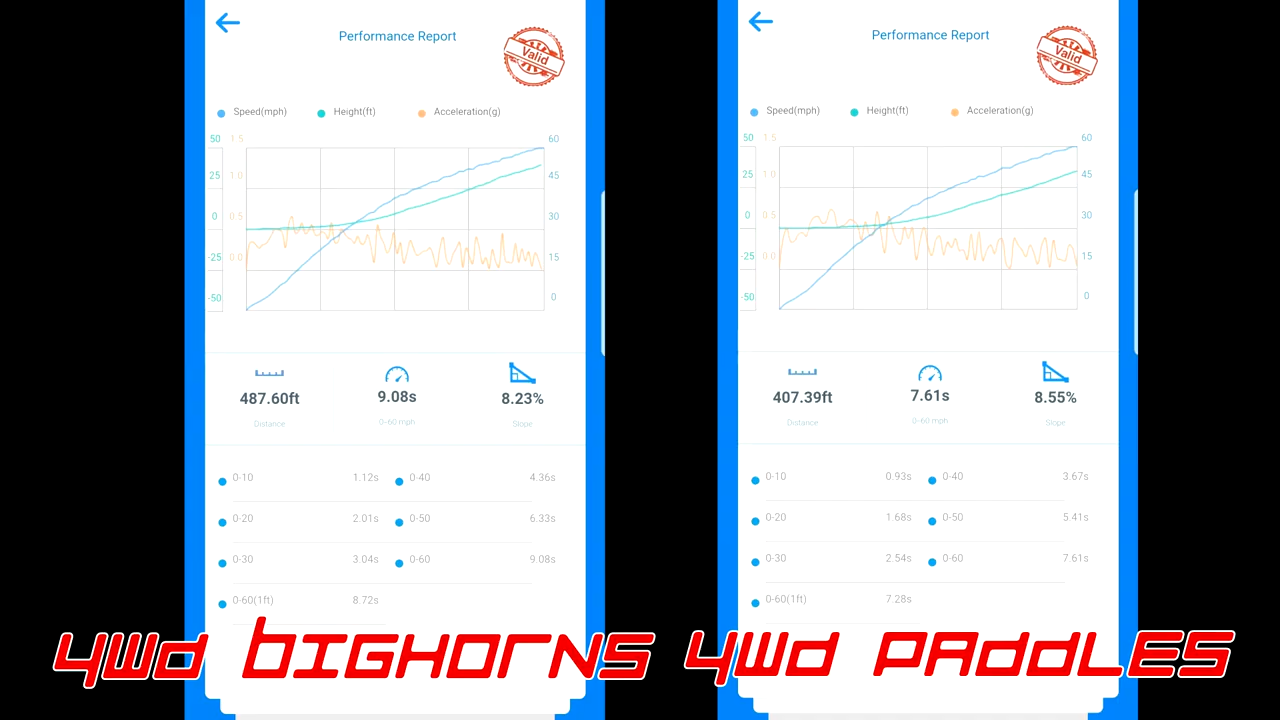 Performance Report
Valid
Speed(mph) Height(ft) Acceleration(g)
50 1.5 60
25 1.0 45
0 0.5 30
-25 0.0 15
-50 0
487.60ft 9.08s 8.23%
Distance 0-60 mph Slope
0-10 1.12s 0-40 4.36s
0-20 2.01s 0-50 6.33s
0-30 3.04s 0-60 9.08s
0-60(1ft) 8.72s
4WD BIGHORNS
Performance Report
Valid
Speed(mph) Height(ft) Acceleration(g)
50 1.5 60
25 1.0 45
0 0.5 30
-25 0.0 15
-50 0
407.39ft 7.61s 8.55%
Distance 0-60 mph Slope
0-10 0.93s 0-40 3.67s
0-20 1.68s 0-50 5.41s
0-30 2.54s 0-60 7.61s
0-60(1ft) 7.28s
4WD PADDLES